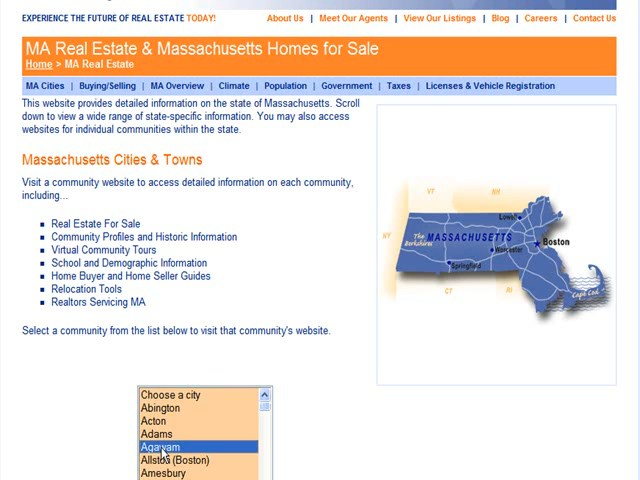 EXPERIENCE THE FUTURE OF REAL ESTATE TODAY!
About Us | Meet Our Agents | View Our Listings | Blog | Careers | Contact Us
MA Real Estate & Massachusetts Homes for Sale
Home > MA Real Estate
MA Cities | Buying/Selling | MA Overview | Climate | Population | Government | Taxes | Licenses & Vehicle Registration
This website provides detailed information on the state of Massachusetts. Scroll
down to view a wide range of state-specific information. You may also access
websites for individual communities within the state.
Massachusetts Cities & Towns
Visit a community website to access detailed information on each community,
including...
Real Estate For Sale
Community Profiles and Historic Information
Virtual Community Tours
School and Demographic Information
Home Buyer and Home Seller Guides
Relocation Tools
Realtors Servicing MA
Select a community from the list below to visit that community's website.
VT
NH
NY
Lowell
The Berkshires
MASSACHUSETTS
Boston
Worcester
Springfield
CT
RI
Cape Cod
Choose a city
Abington
Acton
Adams
Agawam
Allston (Boston)
Amesbury